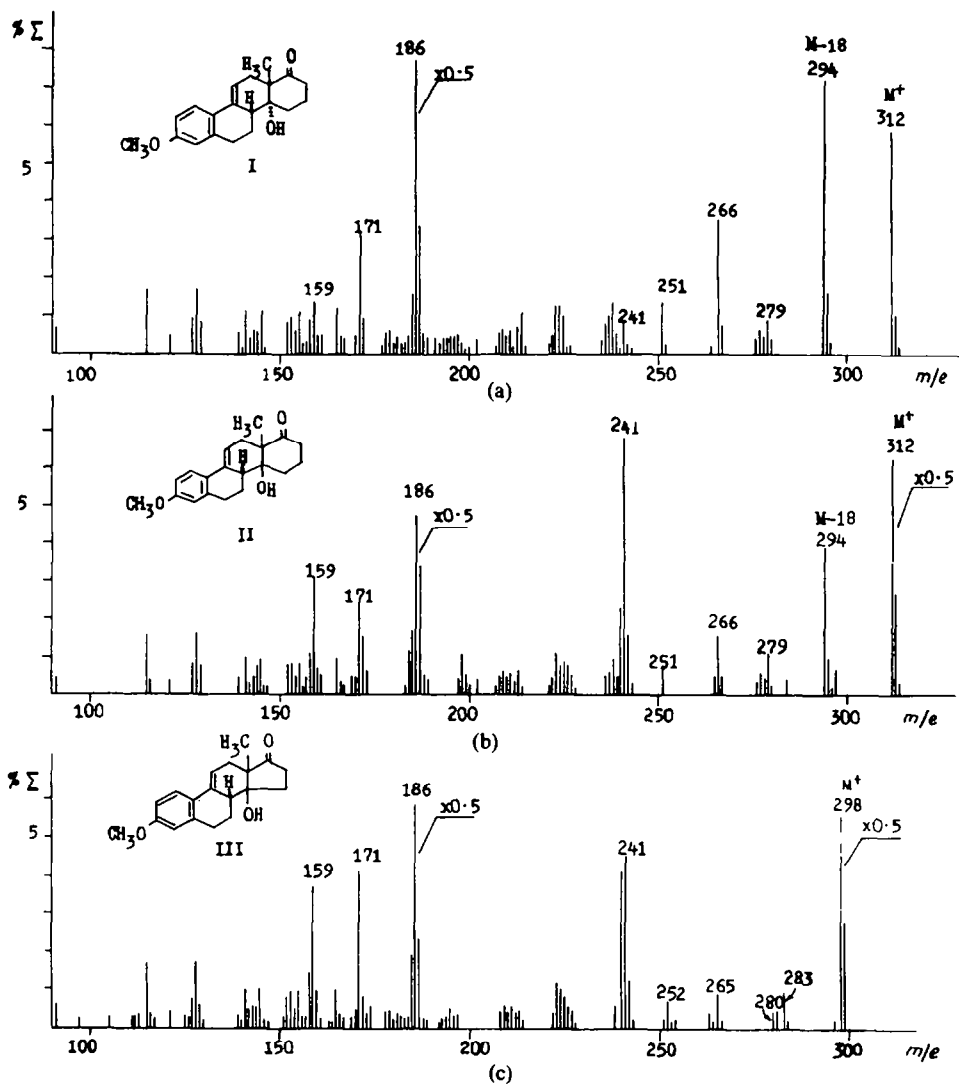 % Σ
H₃C O
H
OH
CH₃O
I
5
186
x0·5
M-18
294
M⁺
312
171
159
266
251
241
279
100 150 200 250 300 m/e
(a)
H₃C O
H
OH
CH₃O
II
5
241
M⁺
312
x0·5
186
x0·5
M-18
294
159
171
266
251
279
100 150 200 250 300 m/e
(b)
% Σ
H₃C O
H
OH
CH₃O
III
5
186
x0·5
M⁺
298
x0·5
159
171
241
252
265
280
283
100 150 200 250 300 m/e
(c)